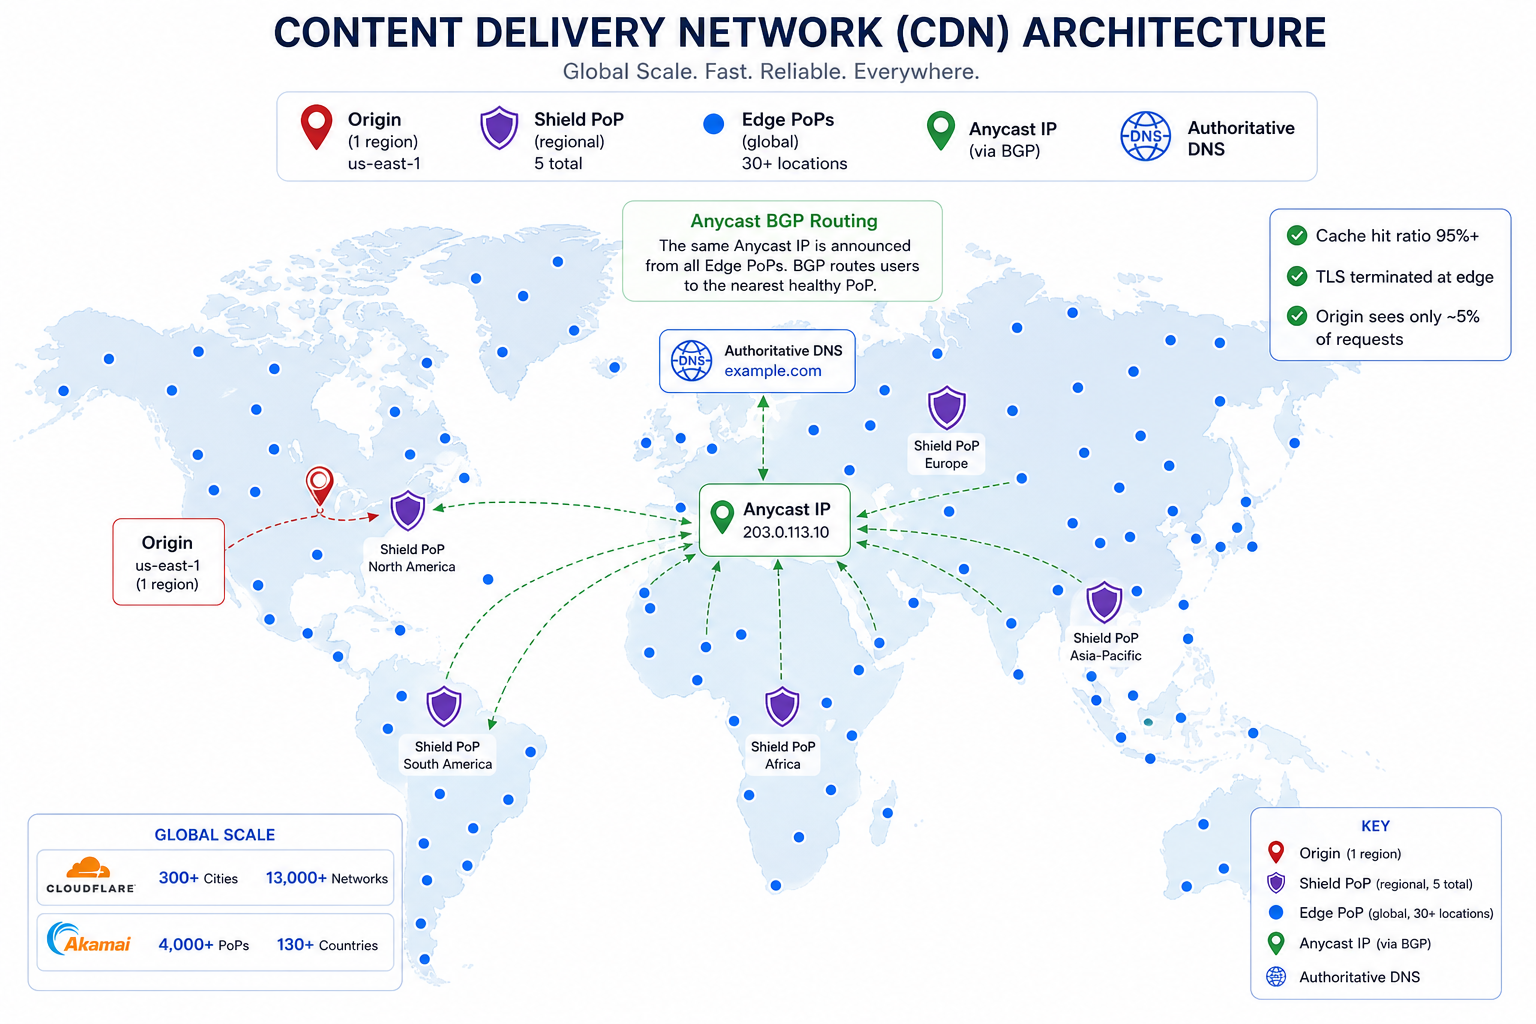 CONTENT DELIVERY NETWORK (CDN) ARCHITECTURE
Global Scale. Fast. Reliable. Everywhere.
Origin
(1 region)
us-east-1
Shield PoP
(regional)
5 total
Edge PoPs
(global)
30+ locations
Anycast IP
(via BGP)
DNS
Authoritative
DNS
Anycast BGP Routing
The same Anycast IP is announced
from all Edge PoPs. BGP routes users
to the nearest healthy PoP.
Cache hit ratio 95%+
TLS terminated at edge
Origin sees only ~5%
of requests
DNS
Authoritative DNS
example.com
Shield PoP
Europe
Anycast IP
203.0.113.10
Origin
us-east-1
(1 region)
Shield PoP
North America
Shield PoP
Asia-Pacific
Shield PoP
South America
Shield PoP
Africa
GLOBAL SCALE
CLOUDFLARE
300+ Cities
13,000+ Networks
Akamai
4,000+ PoPs
130+ Countries
KEY
Origin (1 region)
Shield PoP (regional, 5 total)
Edge PoP (global, 30+ locations)
Anycast IP (via BGP)
Authoritative DNS